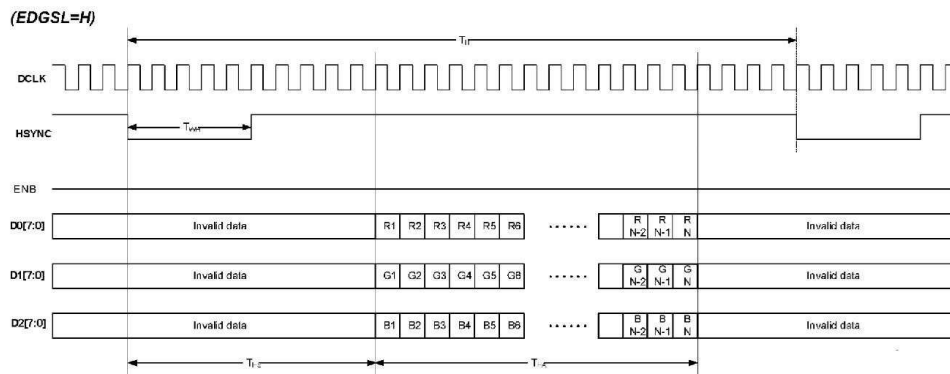 (EDGSL=H)
DCLK
HSYNC
ENB
D0[7:0] Invalid data R1 R2 R3 R4 R5 R6 ...... R N-2 R N-1 R N Invalid data
D1[7:0] Invalid data G1 G2 G3 G4 G5 G8 ...... G N-2 G N-1 G N Invalid data
D2[7:0] Invalid data B1 B2 B3 B4 B5 B6 ...... B N-2 B N-1 B N Invalid data